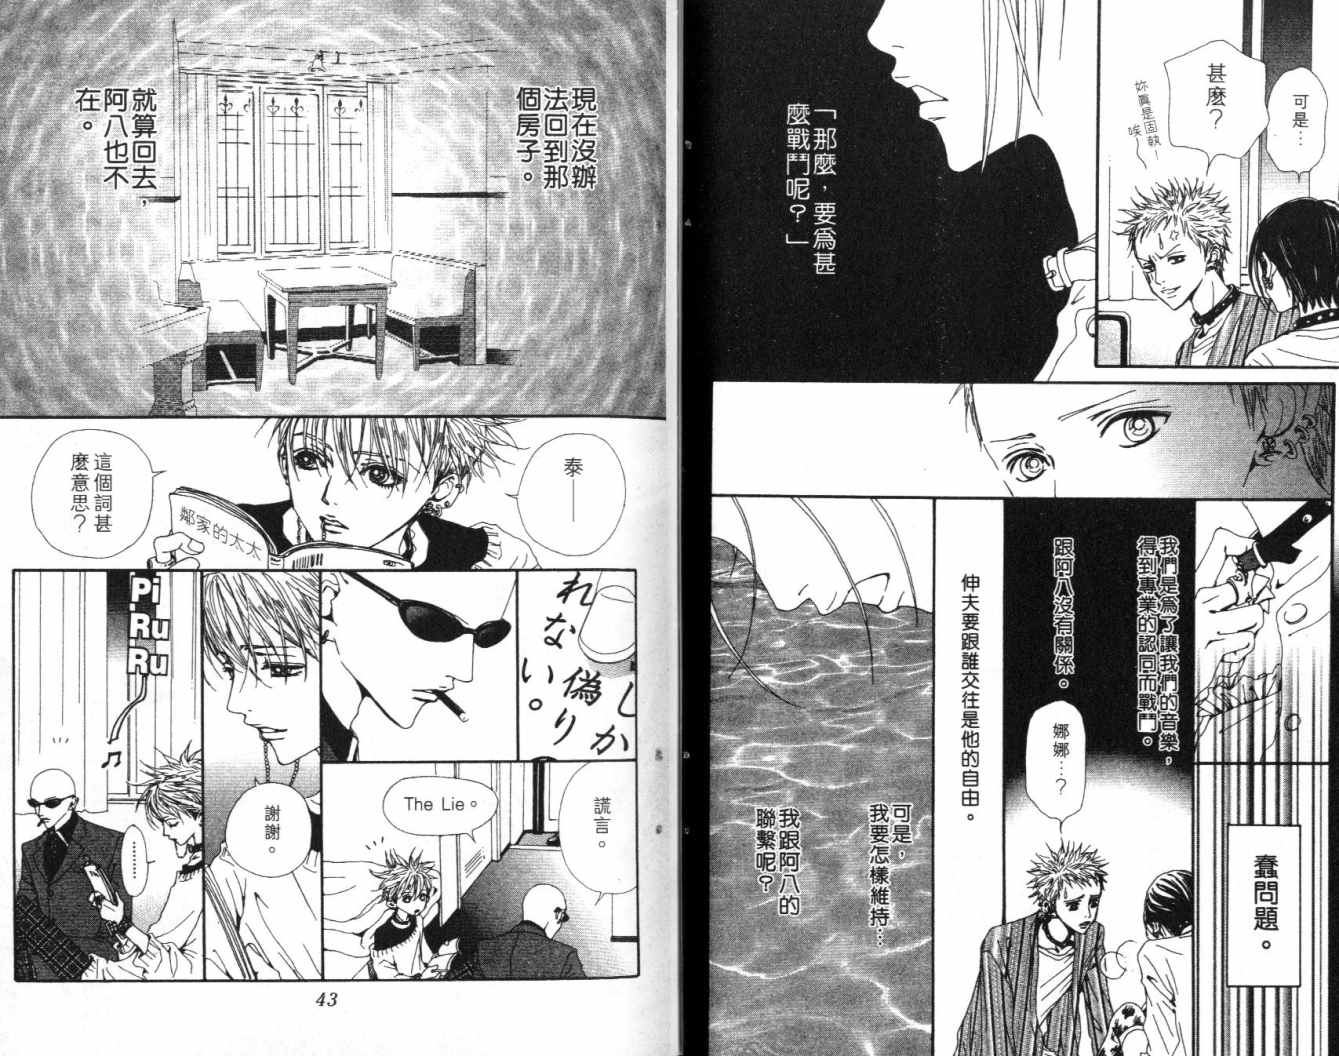 可是…
甚麽？
妳真是固執！
唉
「那麼，要爲甚
麼戰鬥呢？」
我們是爲了讓我們的音樂，
得到專業的認同而戰鬥。
跟阿八沒有關係。
伸夫要跟誰交往是他的自由。
蠢問題。
娜娜…？
可是，
我要怎樣維持…
我跟阿八的
聯繫呢？
現在沒辦
法回到那
個房子。
就算回去，
阿八也不
在。
泰——
鄰家的太太
這個詞甚
麽意思？
しか
偽り
れない。
謊言。
The Lie。
謝謝。
Pi
Ru
Ru
………
43